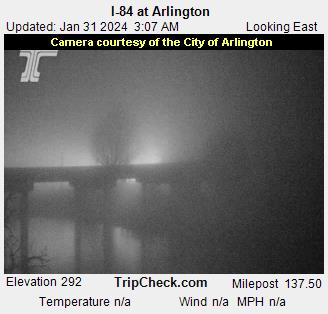 I-84 at Arlington
Updated: Jan 31 2024 3:07 AM Looking East
Camera courtesy of the City of Arlington
Elevation 292 TripCheck.com Milepost 137.50
Temperature n/a Wind n/a MPH n/a